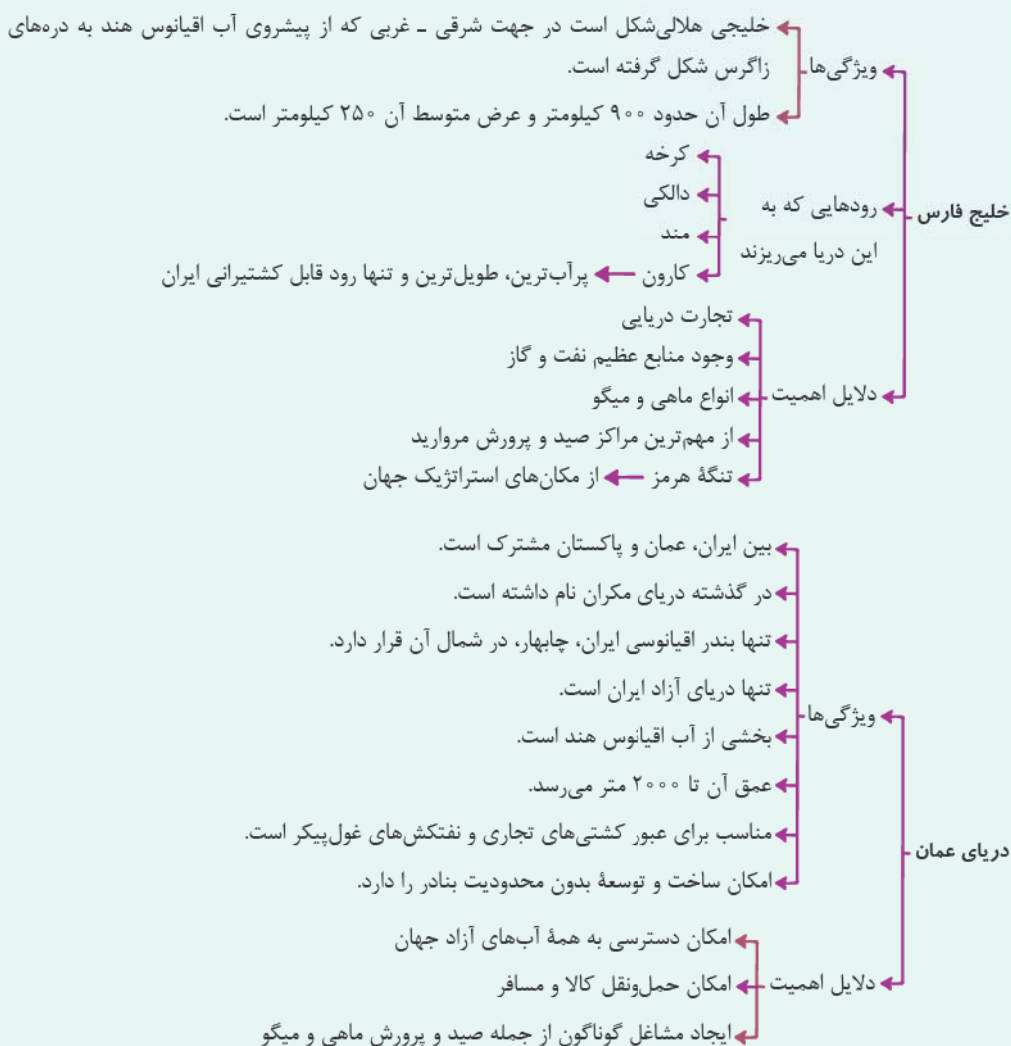 خلیج فارس
ویژگی‌ها
خلیجی هلالی‌شکل است در جهت شرقی ـ غربی که از پیشروی آب اقیانوس هند به دره‌های
زاگرس شکل گرفته است.
طول آن حدود ۹۰۰ کیلومتر و عرض متوسط آن ۲۵۰ کیلومتر است.
رودهایی که به
این دریا می‌ریزند
کرخه
دالکی
مند
کارون
پرآب‌ترین، طویل‌ترین و تنها رود قابل کشتیرانی ایران
دلایل اهمیت
تجارت دریایی
وجود منابع عظیم نفت و گاز
انواع ماهی و میگو
از مهم‌ترین مراکز صید و پرورش مروارید
تنگهٔ هرمز
از مکان‌های استراتژیک جهان
دریای عمان
ویژگی‌ها
بین ایران، عمان و پاکستان مشترک است.
در گذشته دریای مکران نام داشته است.
تنها بندر اقیانوسی ایران، چابهار، در شمال آن قرار دارد.
تنها دریای آزاد ایران است.
بخشی از آب اقیانوس هند است.
عمق آن تا ۲۰۰۰ متر می‌رسد.
مناسب برای عبور کشتی‌های تجاری و نفتکش‌های غول‌پیکر است.
امکان ساخت و توسعهٔ بدون محدودیت بنادر را دارد.
دلایل اهمیت
امکان دسترسی به همهٔ آب‌های آزاد جهان
امکان حمل‌ونقل کالا و مسافر
ایجاد مشاغل گوناگون از جمله صید و پرورش ماهی و میگو